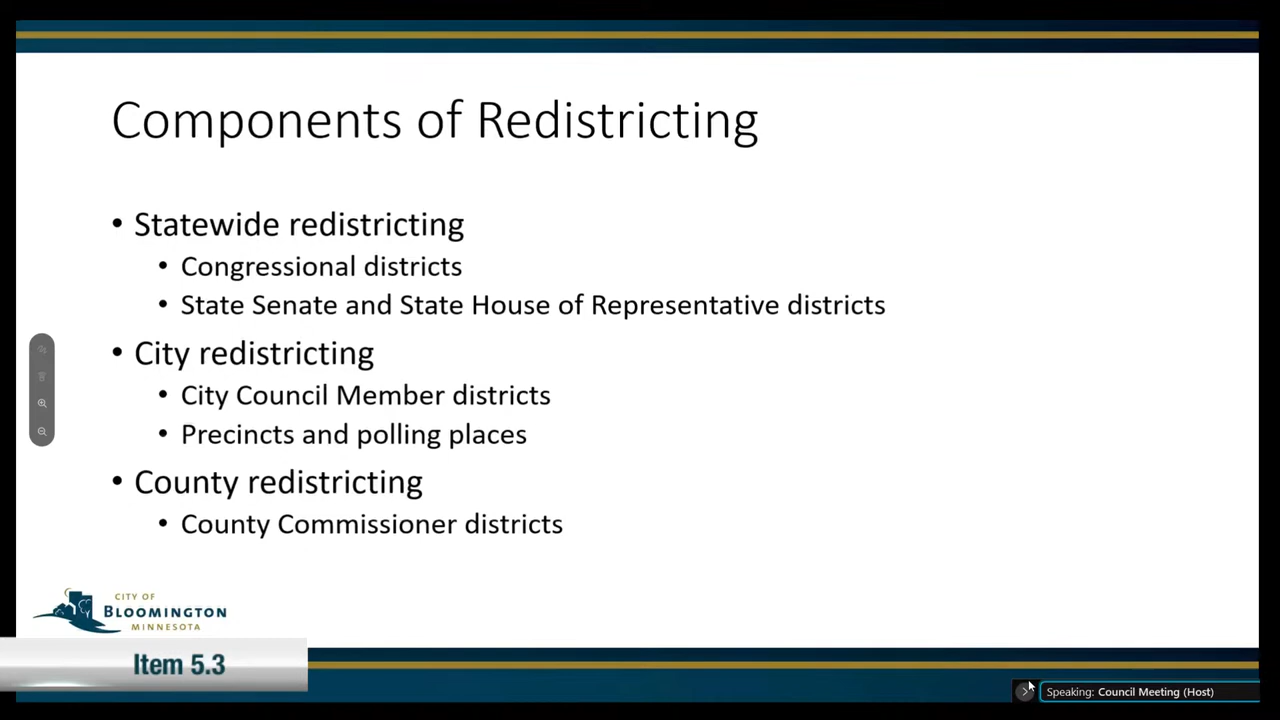 Components of Redistricting
• Statewide redistricting
• Congressional districts
• State Senate and State House of Representative districts
• City redistricting
• City Council Member districts
• Precincts and polling places
• County redistricting
• County Commissioner districts
CITY OF
BLOOMINGTON
MINNESOTA
Item 5.3
Speaking: Council Meeting (Host)